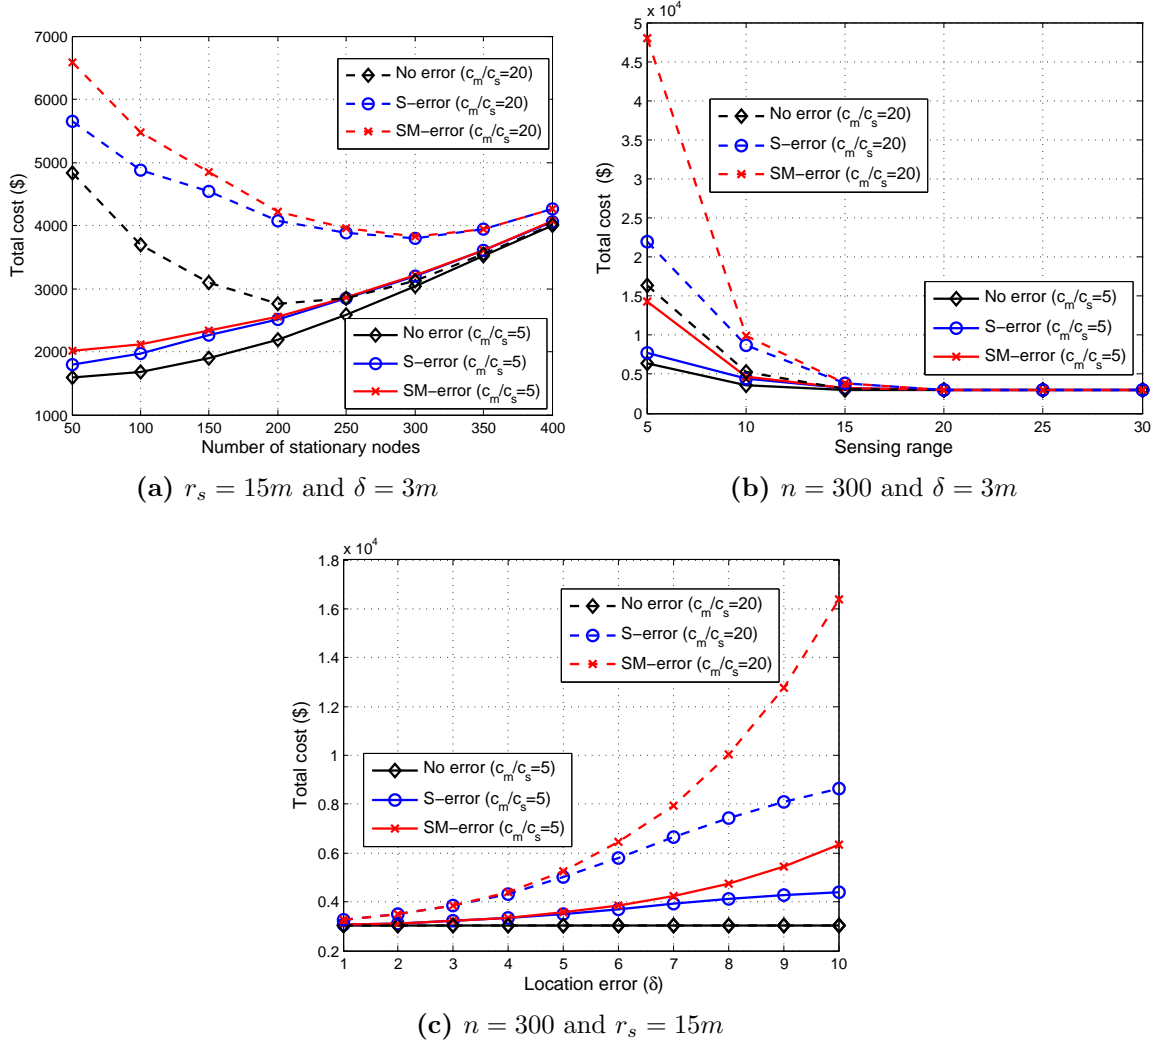 7000
6000
5000
4000
3000
2000
1000
Total cost ($)
50 100 150 200 250 300 350 400
Number of stationary nodes
No error (c_m/c_s=20)
S−error (c_m/c_s=20)
SM−error (c_m/c_s=20)
No error (c_m/c_s=5)
S−error (c_m/c_s=5)
SM−error (c_m/c_s=5)
(a) r_s = 15m and δ = 3m
x 10^4
5
4.5
4
3.5
3
2.5
2
1.5
1
0.5
0
Total cost ($)
5 10 15 20 25 30
Sensing range
No error (c_m/c_s=20)
S−error (c_m/c_s=20)
SM−error (c_m/c_s=20)
No error (c_m/c_s=5)
S−error (c_m/c_s=5)
SM−error (c_m/c_s=5)
(b) n = 300 and δ = 3m
x 10^4
1.8
1.6
1.4
1.2
1
0.8
0.6
0.4
0.2
Total cost ($)
1 2 3 4 5 6 7 8 9 10
Location error (δ)
No error (c_m/c_s=20)
S−error (c_m/c_s=20)
SM−error (c_m/c_s=20)
No error (c_m/c_s=5)
S−error (c_m/c_s=5)
SM−error (c_m/c_s=5)
(c) n = 300 and r_s = 15m